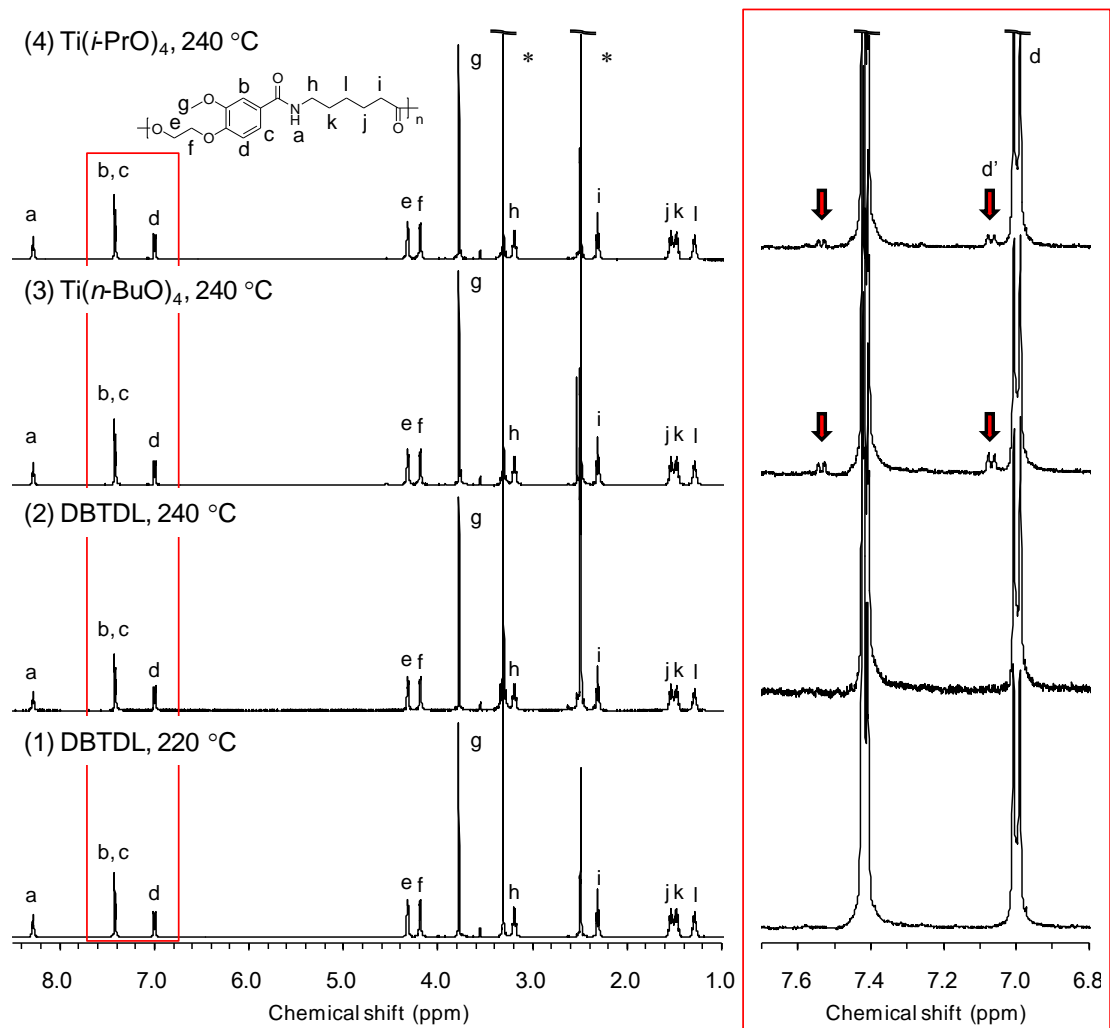 (4) Ti(i-PrO)4, 240 °C
g * *
O
b h l i
g O N
H O n
O e O k j
f d c a O
b, c
a d e f h i j k l
d
d'
(3) Ti(n-BuO)4, 240 °C
g
b, c
a d e f h i j k l
(2) DBTDL, 240 °C
g
b, c
a d e f h i j k l
(1) DBTDL, 220 °C
g
b, c
a d e f h i j k l
8.0 7.0 6.0 5.0 4.0 3.0 2.0 1.0
Chemical shift (ppm)
7.6 7.4 7.2 7.0 6.8
Chemical shift (ppm)